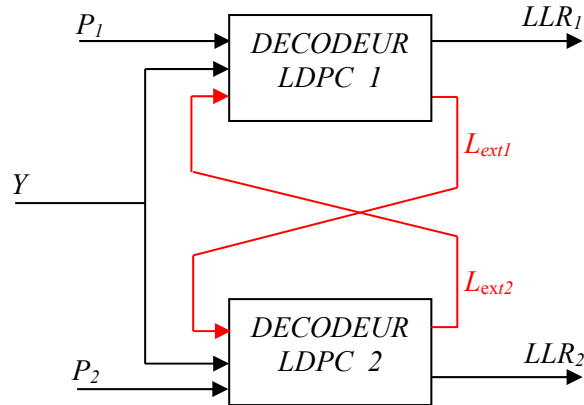 P1
LLR1
DECODEUR
LDPC 1
Lext1
Y
Lext2
DECODEUR
LDPC 2
P2
LLR2